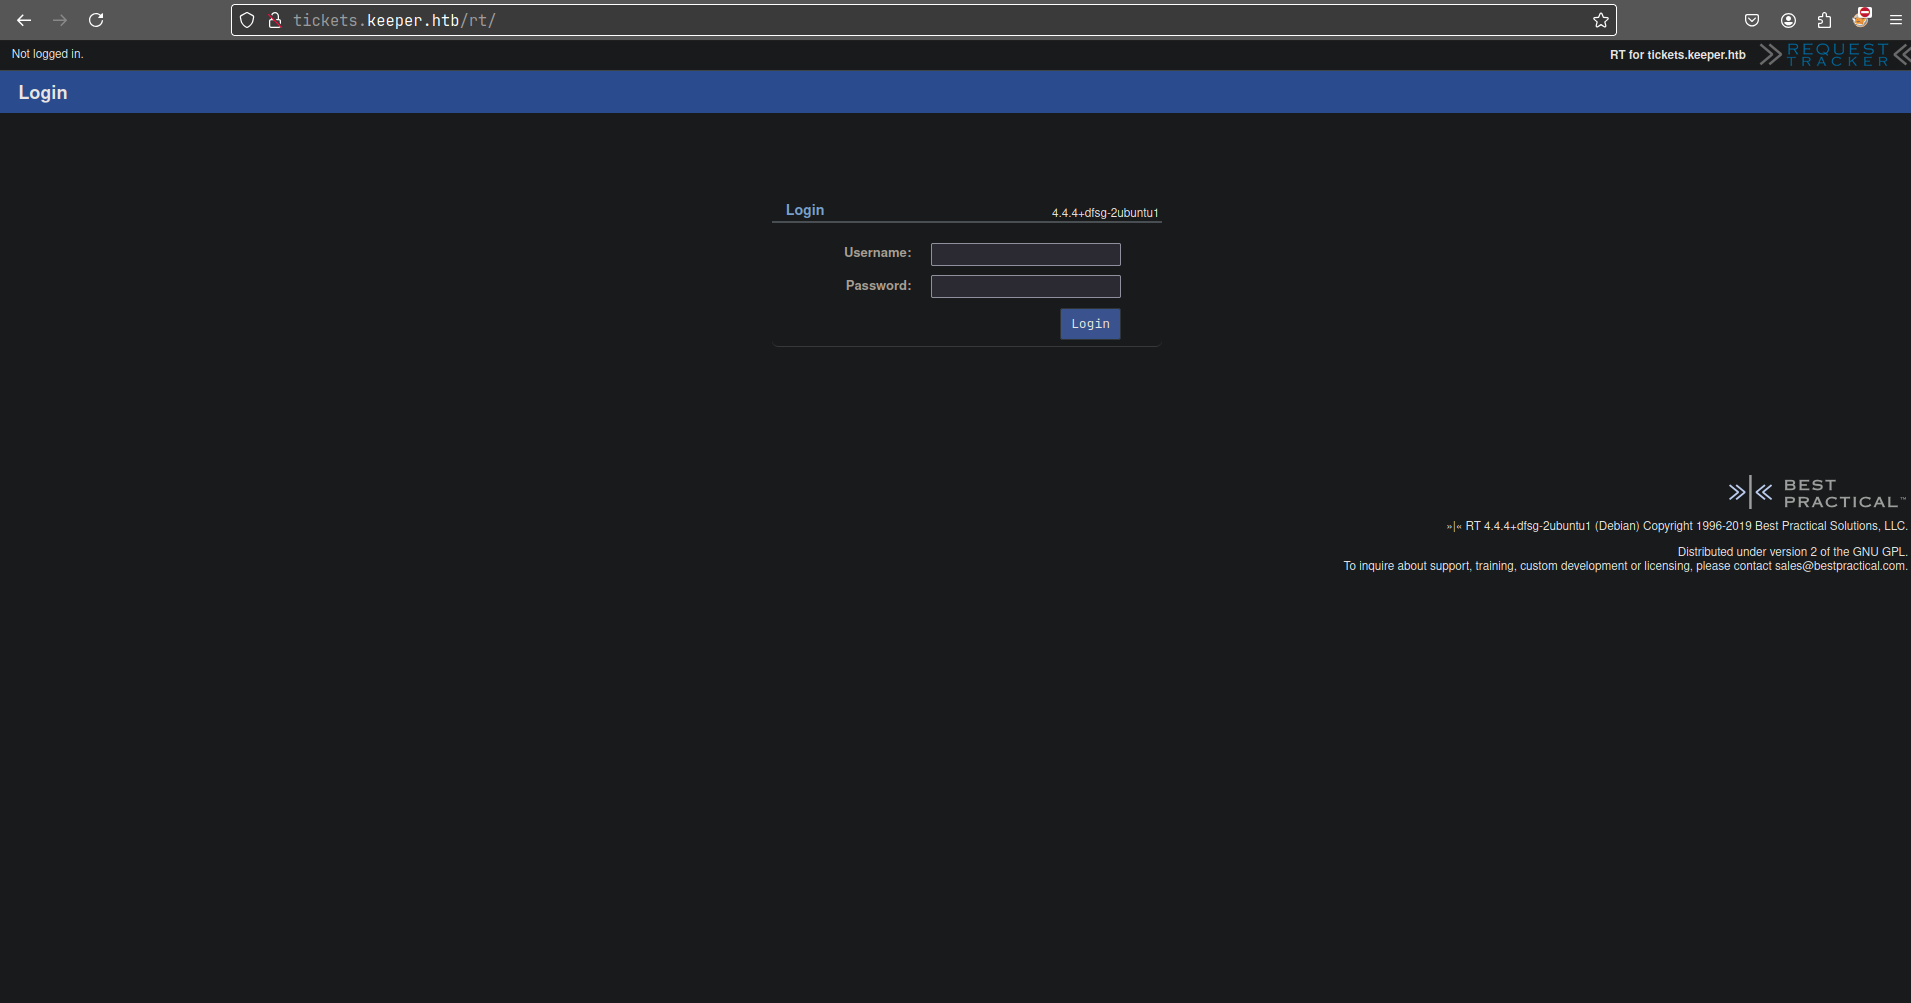 tickets.keeper.htb/rt/
Not logged in.
RT for tickets.keeper.htb
REQUEST
TRACKER
Login
Login
4.4.4+dfsg-2ubuntu1
Username:
Password:
Login
BEST
PRACTICAL™
»|« RT 4.4.4+dfsg-2ubuntu1 (Debian) Copyright 1996-2019 Best Practical Solutions, LLC.
Distributed under version 2 of the GNU GPL.
To inquire about support, training, custom development or licensing, please contact sales@bestpractical.com.